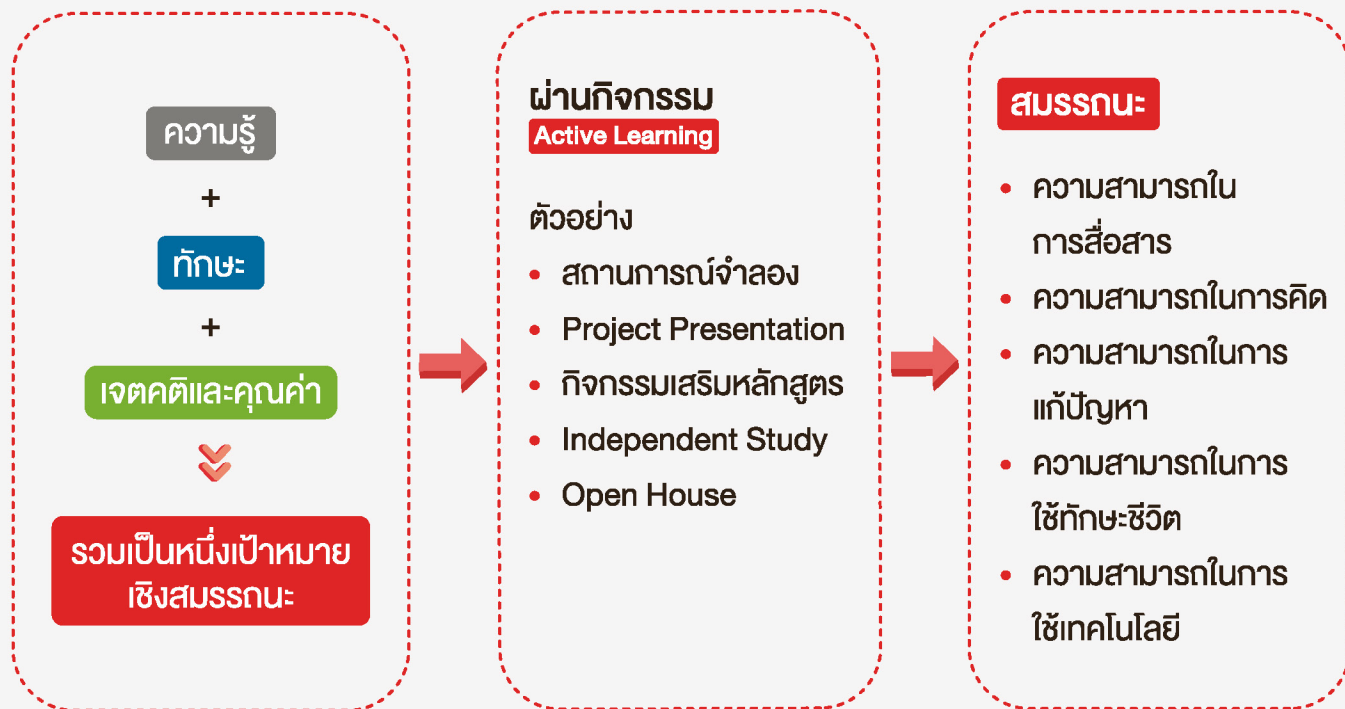 ความรู้
+
ทักษะ
+
เจตคติและคุณค่า
รวมเป็นหนึ่งเป้าหมาย
เชิงสมรรถนะ
ผ่านกิจกรรม
Active Learning
ตัวอย่าง
• สถานการณ์จำลอง
• Project Presentation
• กิจกรรมเสริมหลักสูตร
• Independent Study
• Open House
สมรรถนะ
• ความสามารถใน
การสื่อสาร
• ความสามารถในการคิด
• ความสามารถในการ
แก้ปัญหา
• ความสามารถในการ
ใช้ทักษะชีวิต
• ความสามารถในการ
ใช้เทคโนโลยี